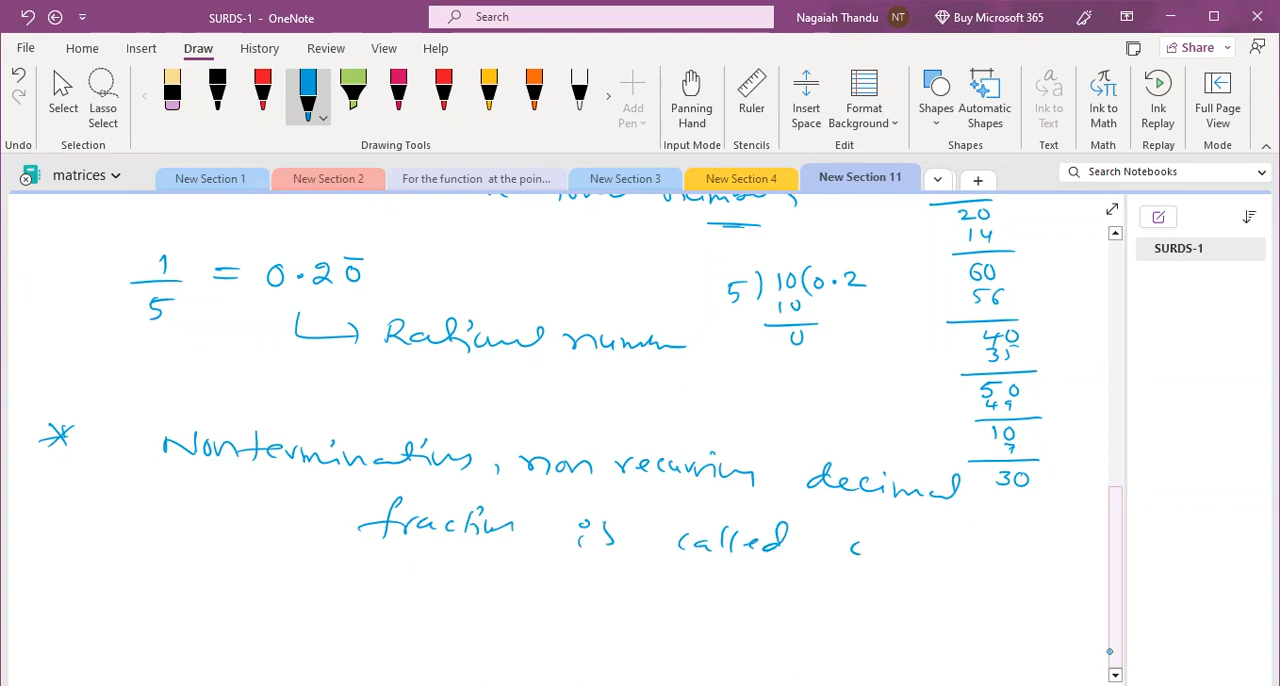 SURDS-1 - OneNote
Search
Nagaiah Thandu NT
Buy Microsoft 365
File Home Insert Draw History Review View Help
Share
Select
Lasso Select
Add Pen
Panning Hand
Ruler
Insert Space
Format Background
Shapes
Automatic Shapes
Ink to Text
Ink to Math
Ink Replay
Full Page View
Undo Selection Drawing Tools Input Mode Stencils Edit Shapes Text Math Replay Mode
matrices
New Section 1 New Section 2 For the function at the poin... New Section 3 New Section 4 New Section 11
Search Notebooks
SURDS-1
1/5 = 0.20̅
Rational number
5 ) 10 ( 0.2
10
0
20
14
60
56
40
35
50
49
10
7
30
* Nonterminating, non recurring decimal
fraction is called